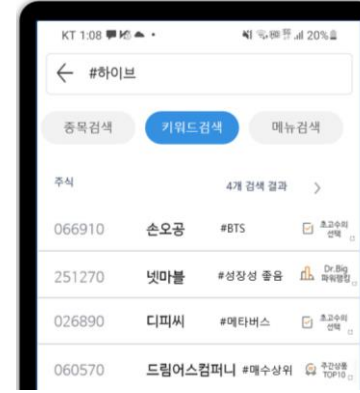 KT 1:08
20%
← #하이브
종목검색 키워드검색 메뉴검색
주식 4개 검색 결과 >
066910 손오공 #BTS 초고수의 선택
251270 넷마블 #성장성 좋음 Dr.Big 파워랭킹
026890 디피씨 #메타버스 초고수의 선택
060570 드림어스컴퍼니 #매수상위 주간상품 TOP10